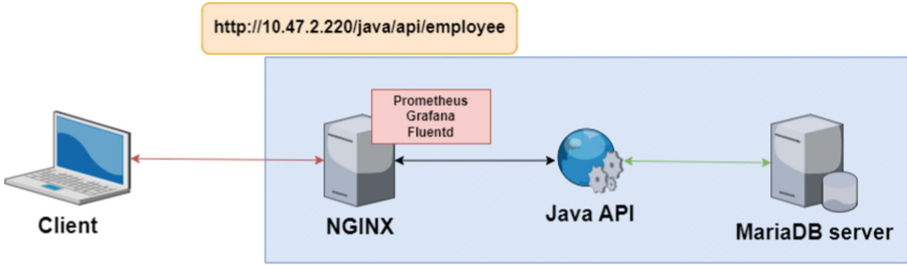 http://10.47.2.220/java/api/employee
Prometheus
Grafana
Fluentd
Client
NGINX
Java API
MariaDB server